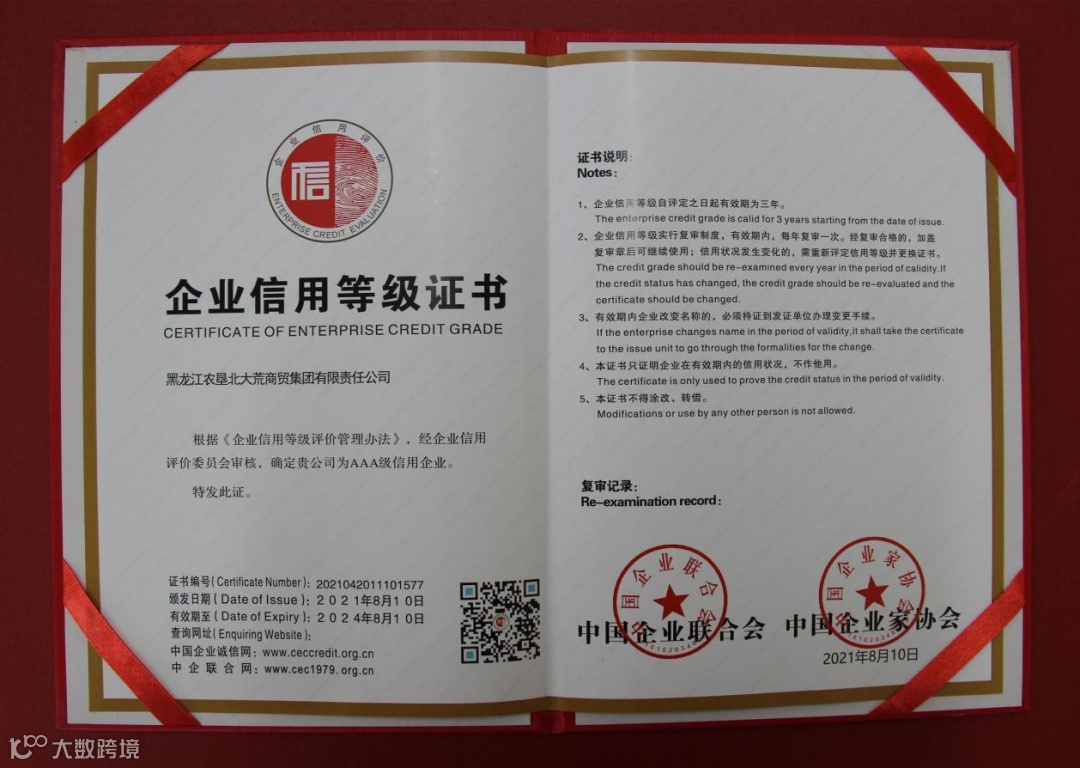 企业信用评价
信
ENTERPRISE CREDIT EVALUATION
企业信用等级证书
CERTIFICATE OF ENTERPRISE CREDIT GRADE
黑龙江农垦北大荒商贸集团有限责任公司
根据《企业信用等级评价管理办法》，经企业信用
评价委员会审核，确定贵公司为AAA级信用企业。
特发此证。
证书编号(Certificate Number)：2021042011101577
颁发日期(Date of Issue)：2021年8月10日
有效期至(Date of Expiry)：2024年8月10日
查询网址(Enquiring Website)：
中国企业诚信网：www.ceccredit.org.cn
中企联合网：www.cec1979.org.cn
证书说明：
Notes：
1、企业信用等级自评定之日起有效期为三年。
The enterprise credit grade is calid for 3 years starting from the date of issue.
2、企业信用等级实行复审制度，有效期内，每年复审一次。经复审合格的，加盖
复审章后可继续使用；信用状况发生变化的，需重新评定信用等级并更换证书。
The credit grade should be re-examined every year in the period of calidity.If
the credit status has changed, the credit grade should be re-evaluated and the
certificate should be changed.
3、有效期内企业改变名称的，必须持证到发证单位办理变更手续。
If the enterprise changes name in the period of validity,it shall take the certificate
to the issue unit to go through the formalities for the change.
4、本证书只证明企业在有效期内的信用状况，不作他用。
The certificate is only used to prove the credit status in the period of validity.
5、本证书不得涂改、转借。
Modifications or use by any other person is not allowed.
复审记录：
Re-examination record：
中国企业联合会
中国企业联合会
中国企业家协会
中国企业家协会
2021年8月10日
大数跨境